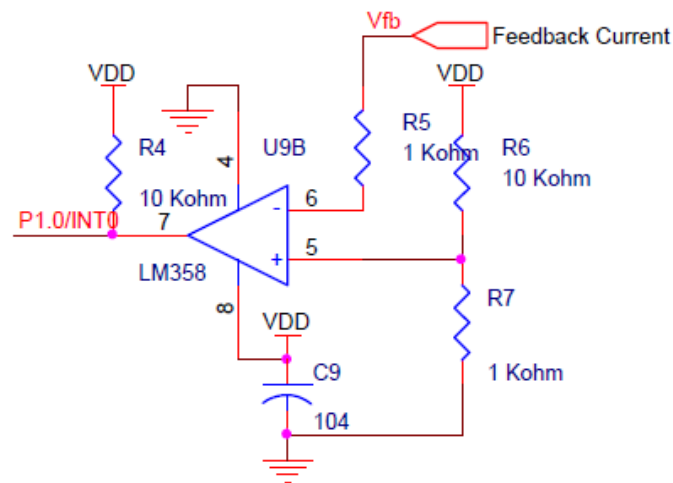 Vfb
Feedback Current
VDD
VDD
R4
U9B
R5
R6
1 Kohm
10 Kohm
4
10 Kohm
6
-
P1.0/INT0
7
5
+
LM358
R7
8
VDD
C9
1 Kohm
104